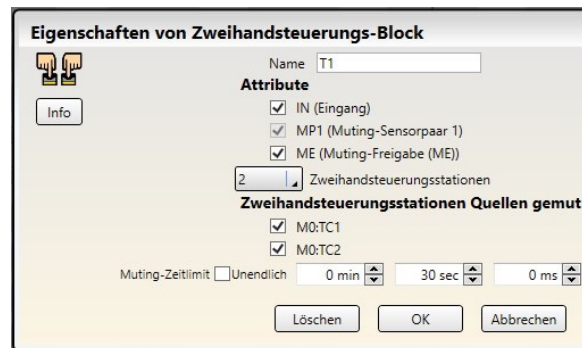 Eigenschaften von Zweihandsteuerungs-Block
Name T1
Attribute
Info
IN (Eingang)
MP1 (Muting-Sensorpaar 1)
ME (Muting-Freigabe (ME))
2 Zweihandsteuerungsstationen
Zweihandsteuerungsstationen Quellen gemut
M0:TC1
M0:TC2
Muting-Zeitlimit Unendlich 0 min 30 sec 0 ms
Löschen OK Abbrechen